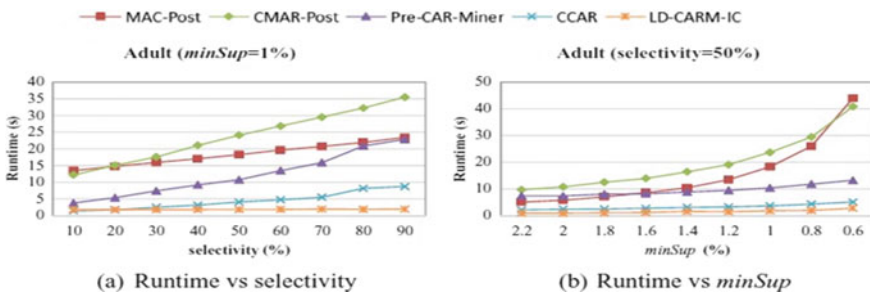 MAC-Post CMAR-Post Pre-CAR-Miner CCAR LD-CARM-IC
Adult (minSup=1%)
Runtime (s)
40
35
30
25
20
15
10
5
0
10 20 30 40 50 60 70 80 90
selectivity (%)
(a) Runtime vs selectivity
Adult (selectivity=50%)
Runtime (s)
50
40
30
20
10
0
2.2 2 1.8 1.6 1.4 1.2 1 0.8 0.6
minSup (%)
(b) Runtime vs minSup